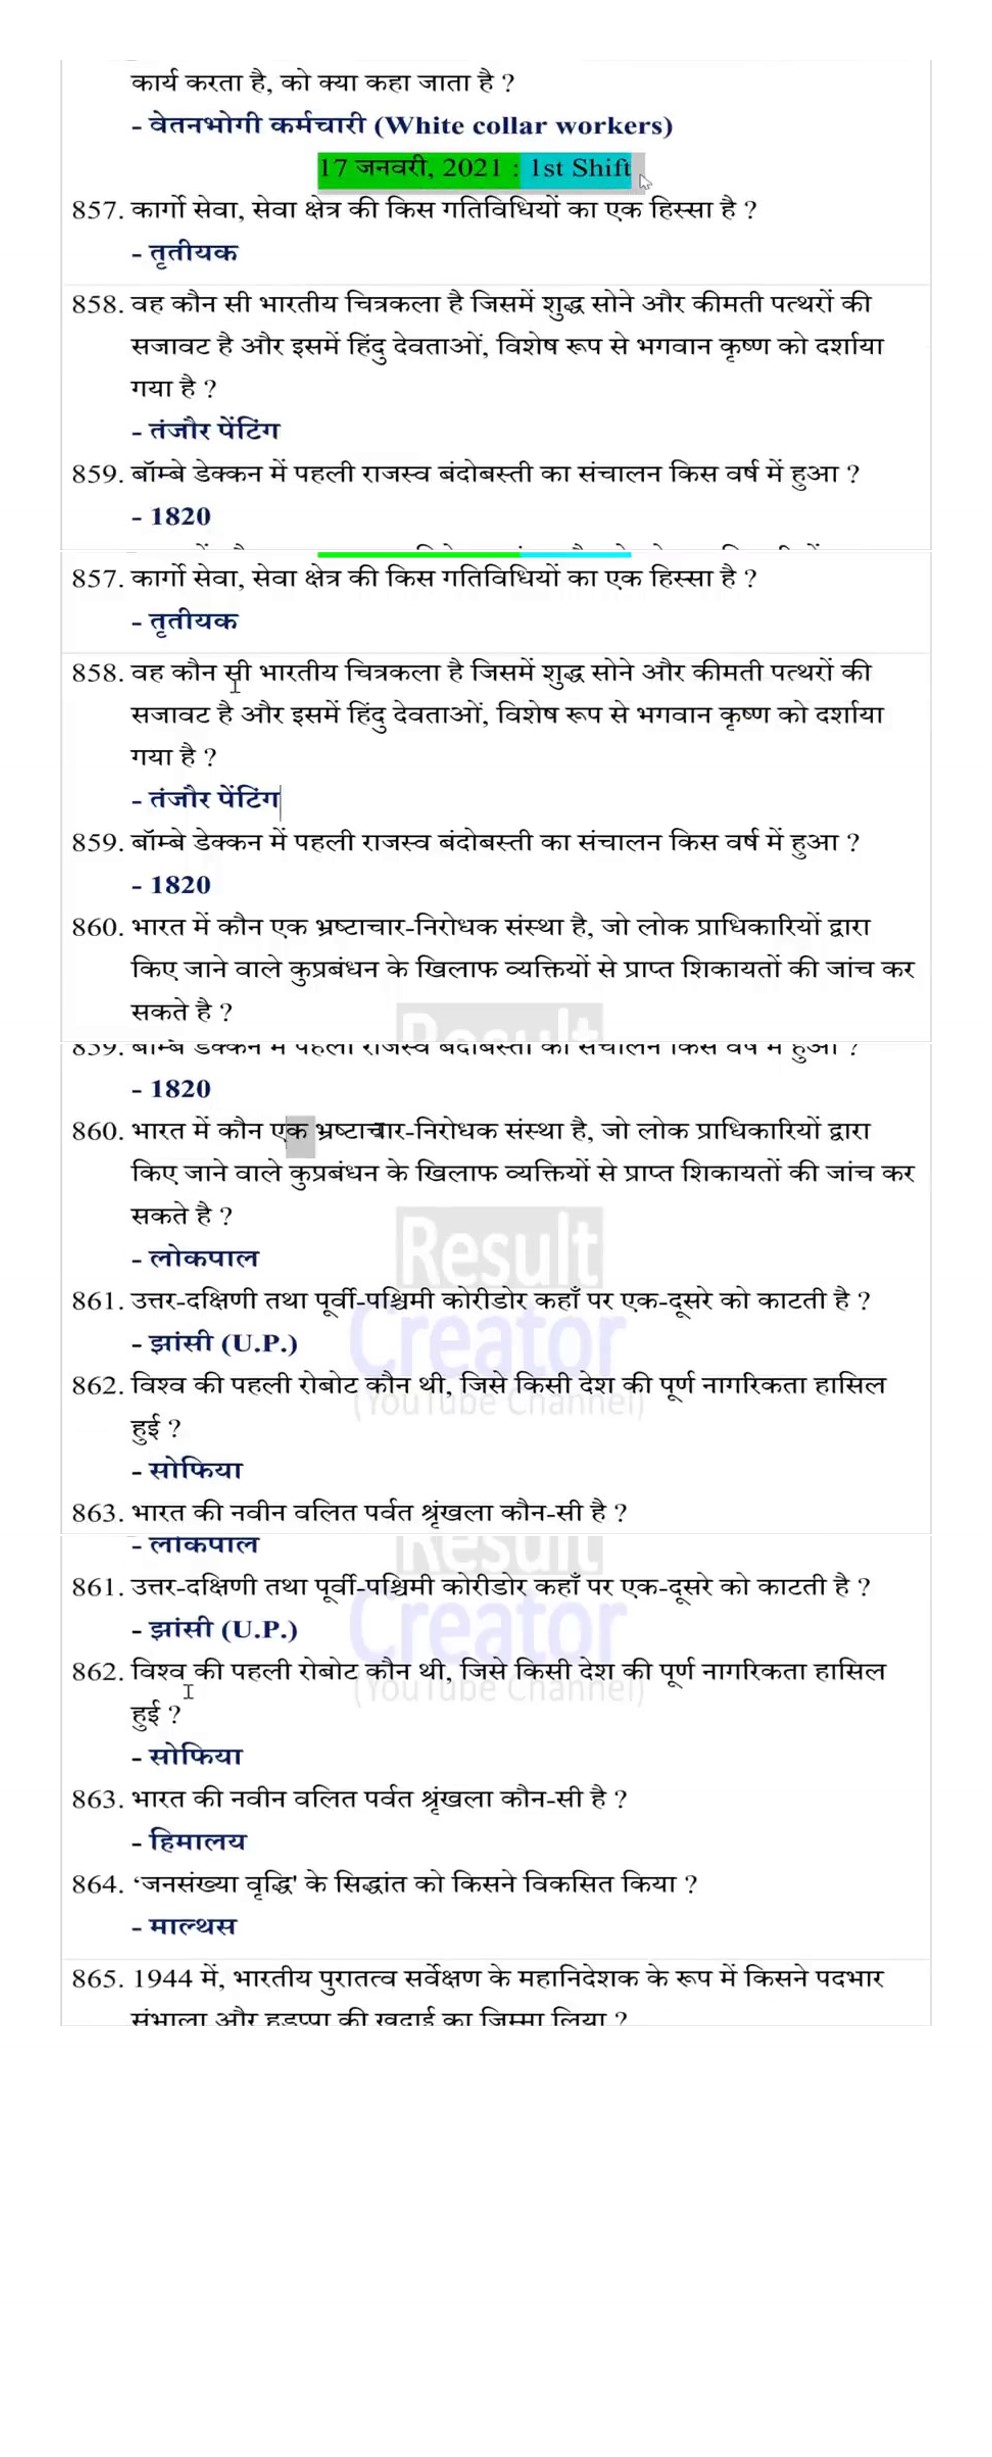 कार्य करता है, को क्या कहा जाता है ?
- वेतनभोगी कर्मचारी (White collar workers)
17 जनवरी, 2021 : 1st Shift
857. कार्गो सेवा, सेवा क्षेत्र की किस गतिविधियों का एक हिस्सा है ?
- तृतीयक
858. वह कौन सी भारतीय चित्रकला है जिसमें शुद्ध सोने और कीमती पत्थरों की
सजावट है और इसमें हिंदु देवताओं, विशेष रूप से भगवान कृष्ण को दर्शाया
गया है ?
- तंजौर पेंटिंग
859. बॉम्बे डेक्कन में पहली राजस्व बंदोबस्ती का संचालन किस वर्ष में हुआ ?
- 1820
857. कार्गो सेवा, सेवा क्षेत्र की किस गतिविधियों का एक हिस्सा है ?
- तृतीयक
858. वह कौन सी भारतीय चित्रकला है जिसमें शुद्ध सोने और कीमती पत्थरों की
सजावट है और इसमें हिंदु देवताओं, विशेष रूप से भगवान कृष्ण को दर्शाया
गया है ?
- तंजौर पेंटिंग
859. बॉम्बे डेक्कन में पहली राजस्व बंदोबस्ती का संचालन किस वर्ष में हुआ ?
- 1820
860. भारत में कौन एक भ्रष्टाचार-निरोधक संस्था है, जो लोक प्राधिकारियों द्वारा
किए जाने वाले कुप्रबंधन के खिलाफ व्यक्तियों से प्राप्त शिकायतों की जांच कर
सकते है ?
Result
859. बॉम्बे डेक्कन में पहली राजस्व बंदोबस्ती का संचालन किस वर्ष में हुआ ?
- 1820
860. भारत में कौन एक भ्रष्टाचार-निरोधक संस्था है, जो लोक प्राधिकारियों द्वारा
किए जाने वाले कुप्रबंधन के खिलाफ व्यक्तियों से प्राप्त शिकायतों की जांच कर
सकते है ?
Result
- लोकपाल
861. उत्तर-दक्षिणी तथा पूर्वी-पश्चिमी कोरीडोर कहाँ पर एक-दूसरे को काटती है ?
Creator
- झांसी (U.P.)
862. विश्व की पहली रोबोट कौन थी, जिसे किसी देश की पूर्ण नागरिकता हासिल
(YouTube Channel)
हुई ?
- सोफिया
863. भारत की नवीन वलित पर्वत श्रृंखला कौन-सी है ?
- लोकपाल
Result
861. उत्तर-दक्षिणी तथा पूर्वी-पश्चिमी कोरीडोर कहाँ पर एक-दूसरे को काटती है ?
Creator
- झांसी (U.P.)
862. विश्व की पहली रोबोट कौन थी, जिसे किसी देश की पूर्ण नागरिकता हासिल
(YouTube Channel)
हुई ?
- सोफिया
863. भारत की नवीन वलित पर्वत श्रृंखला कौन-सी है ?
- हिमालय
864. 'जनसंख्या वृद्धि' के सिद्धांत को किसने विकसित किया ?
- माल्थस
865. 1944 में, भारतीय पुरातत्व सर्वेक्षण के महानिदेशक के रूप में किसने पदभार
संभाला और हड़प्पा की खुदाई का जिम्मा लिया ?